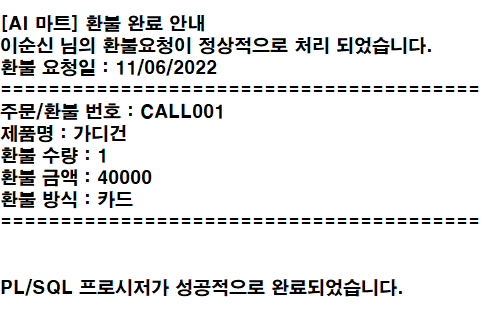 [AI 마트] 환불 완료 안내
이순신 님의 환불요청이 정상적으로 처리 되었습니다.
환불 요청일 : 11/06/2022
========================================
주문/환불 번호 : CALL001
제품명 : 가디건
환불 수량 : 1
환불 금액 : 40000
환불 방식 : 카드
========================================
PL/SQL 프로시저가 성공적으로 완료되었습니다.